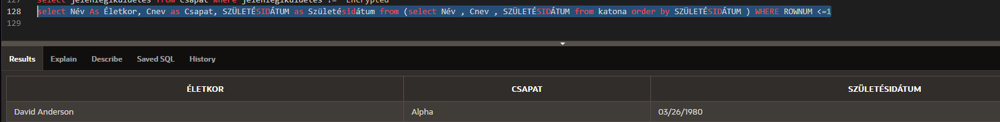 127 select jelenlegikuldetes from csapat where jelenlegikuldetes != 'Encrypted'
128 select Név As Életkor, Cnev as Csapat, SZÜLETÉSIDÁTUM as Születésidátum from (select Név , Cnev , SZÜLETÉSIDÁTUM from katona order by SZÜLETÉSIDÁTUM ) WHERE ROWNUM <=1
129
Results Explain Describe Saved SQL History
ÉLETKOR CSAPAT SZÜLETÉSIDÁTUM
David Anderson Alpha 03/26/1980